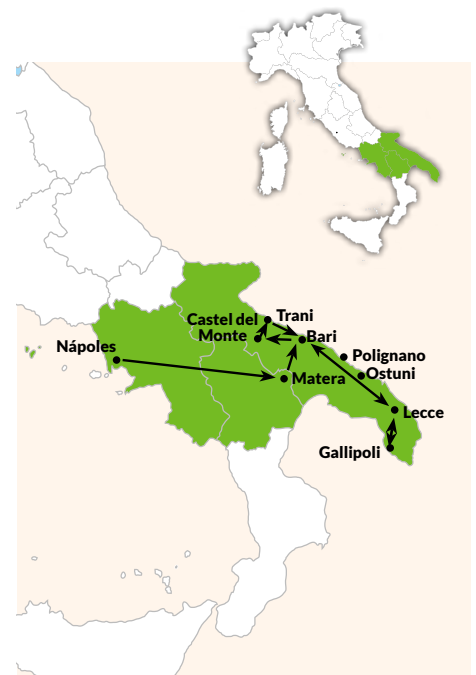 Castel del
Monte
Trani
Bari
Nápoles
Polignano
Ostuni
Matera
Lecce
Gallipoli